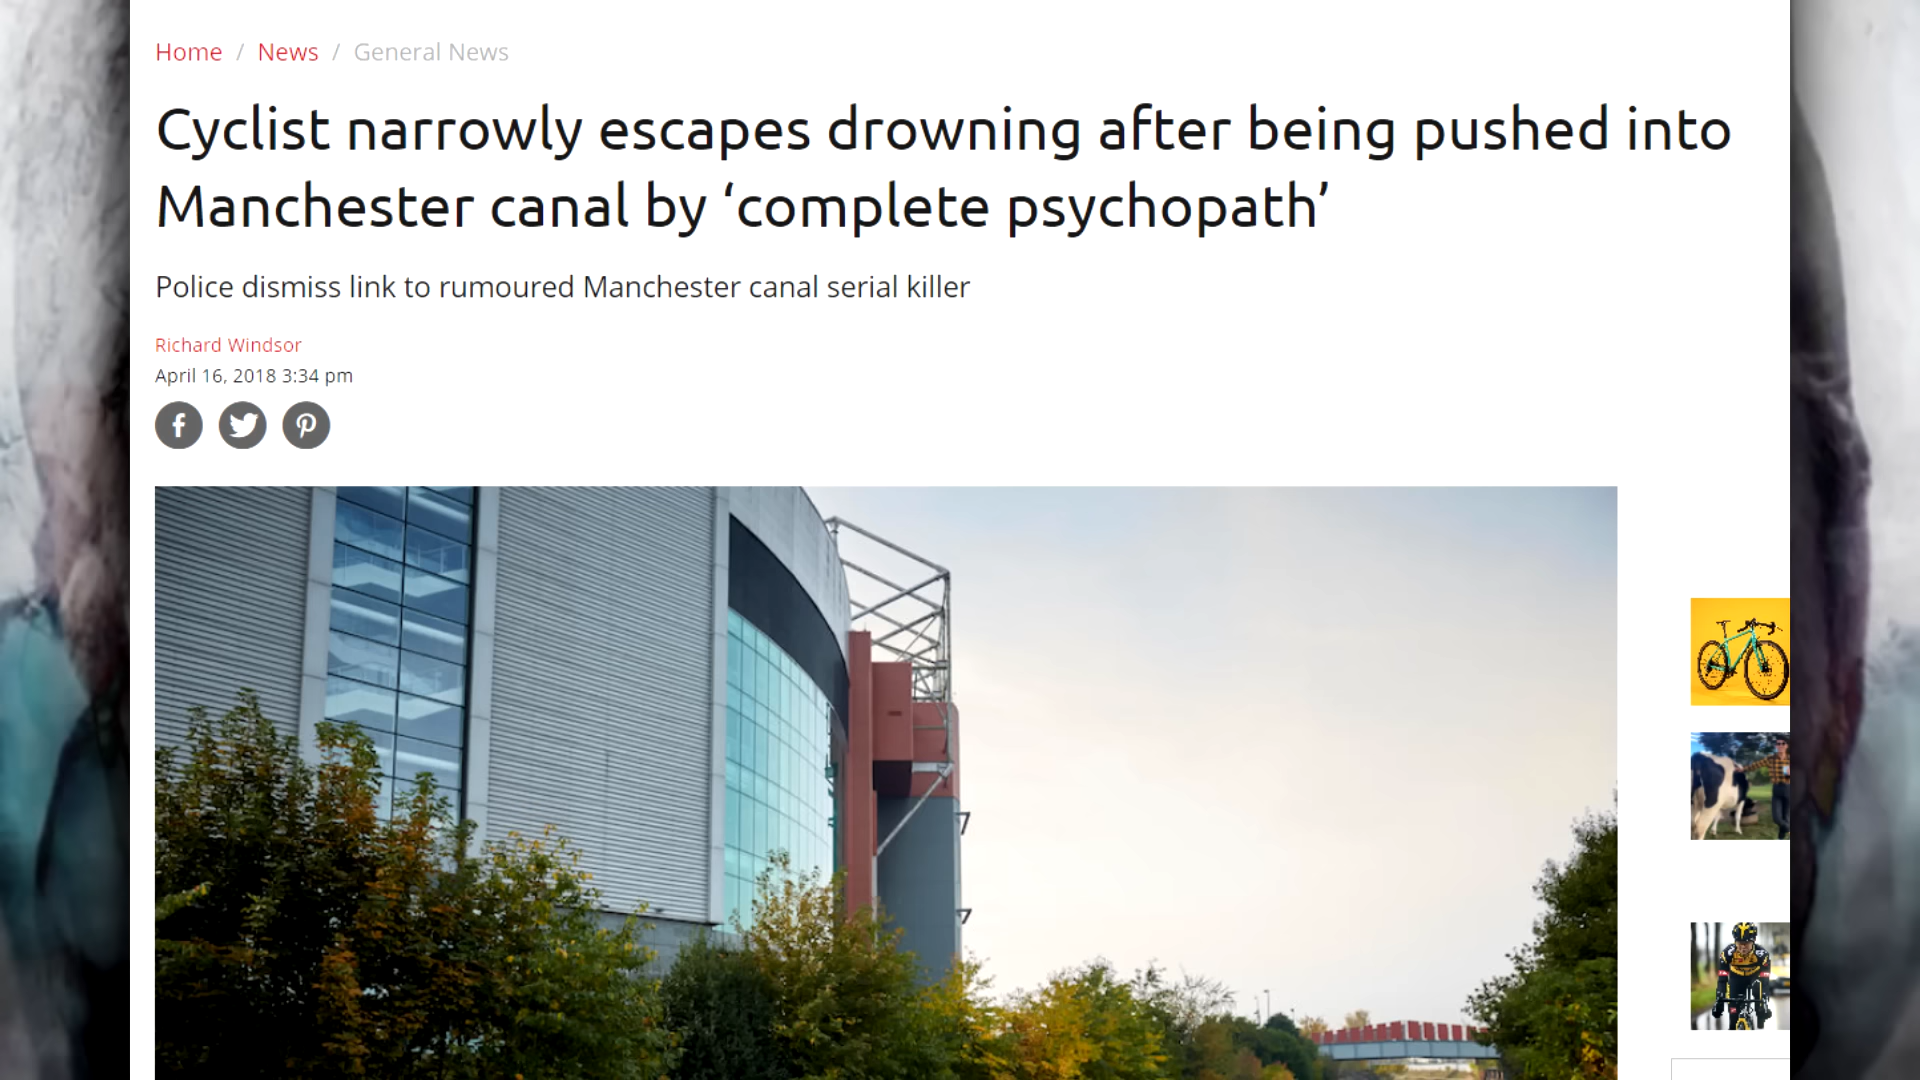 Home / News / General News
Cyclist narrowly escapes drowning after being pushed into
Manchester canal by ‘complete psychopath’
Police dismiss link to rumoured Manchester canal serial killer
Richard Windsor
April 16, 2018 3:34 pm